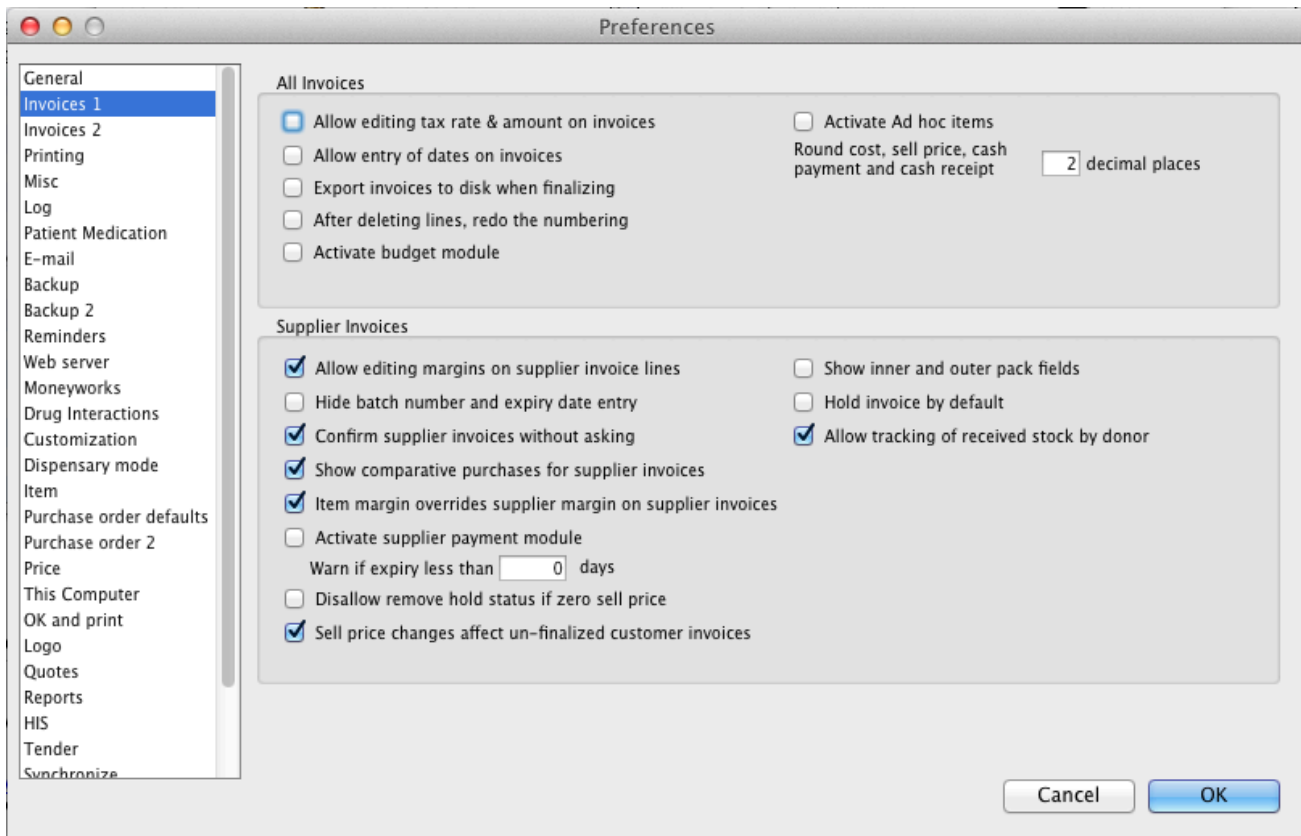 Preferences
General
Invoices 1
Invoices 2
Printing
Misc
Log
Patient Medication
E-mail
Backup
Backup 2
Reminders
Web server
Moneyworks
Drug Interactions
Customization
Dispensary mode
Item
Purchase order defaults
Purchase order 2
Price
This Computer
OK and print
Logo
Quotes
Reports
HIS
Tender
Synchronize
All Invoices
Allow editing tax rate & amount on invoices
Allow entry of dates on invoices
Export invoices to disk when finalizing
After deleting lines, redo the numbering
Activate budget module
Activate Ad hoc items
Round cost, sell price, cash
payment and cash receipt 2 decimal places
Supplier Invoices
Allow editing margins on supplier invoice lines
Hide batch number and expiry date entry
Confirm supplier invoices without asking
Show comparative purchases for supplier invoices
Item margin overrides supplier margin on supplier invoices
Activate supplier payment module
Warn if expiry less than 0 days
Disallow remove hold status if zero sell price
Sell price changes affect un-finalized customer invoices
Show inner and outer pack fields
Hold invoice by default
Allow tracking of received stock by donor
Cancel
OK